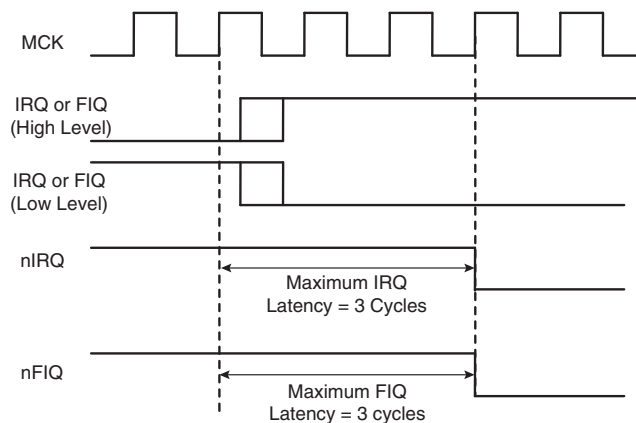 MCK
IRQ or FIQ
(High Level)
IRQ or FIQ
(Low Level)
nIRQ
Maximum IRQ
Latency = 3 Cycles
nFIQ
Maximum FIQ
Latency = 3 cycles